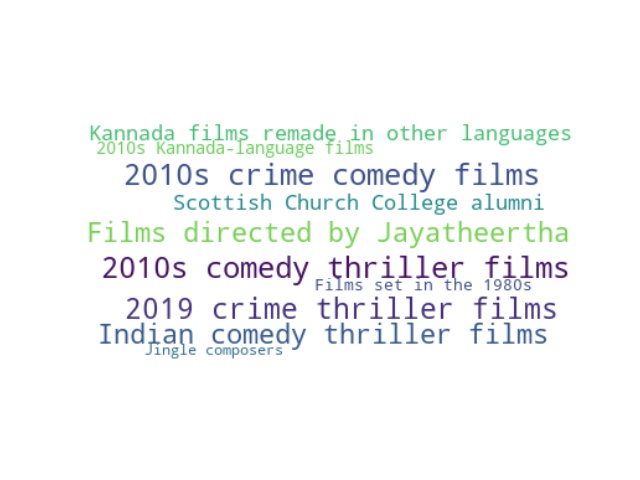 Kannada films remade in other languages
2010s Kannada-language films
2010s crime comedy films
Scottish Church College alumni
Films directed by Jayatheertha
2010s comedy thriller films
Films set in the 1980s
2019 crime thriller films
Indian comedy thriller films
Jingle composers